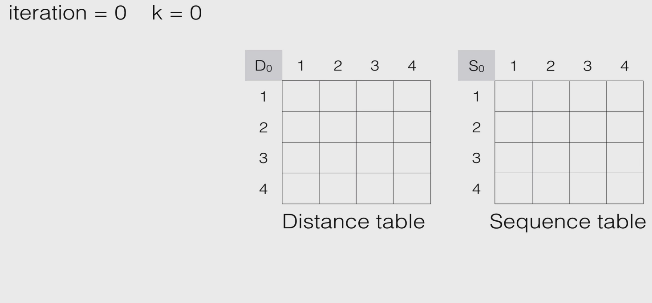 iteration = 0 k = 0
D₀ 1 2 3 4
1
2
3
4
Distance table
S₀ 1 2 3 4
1
2
3
4
Sequence table